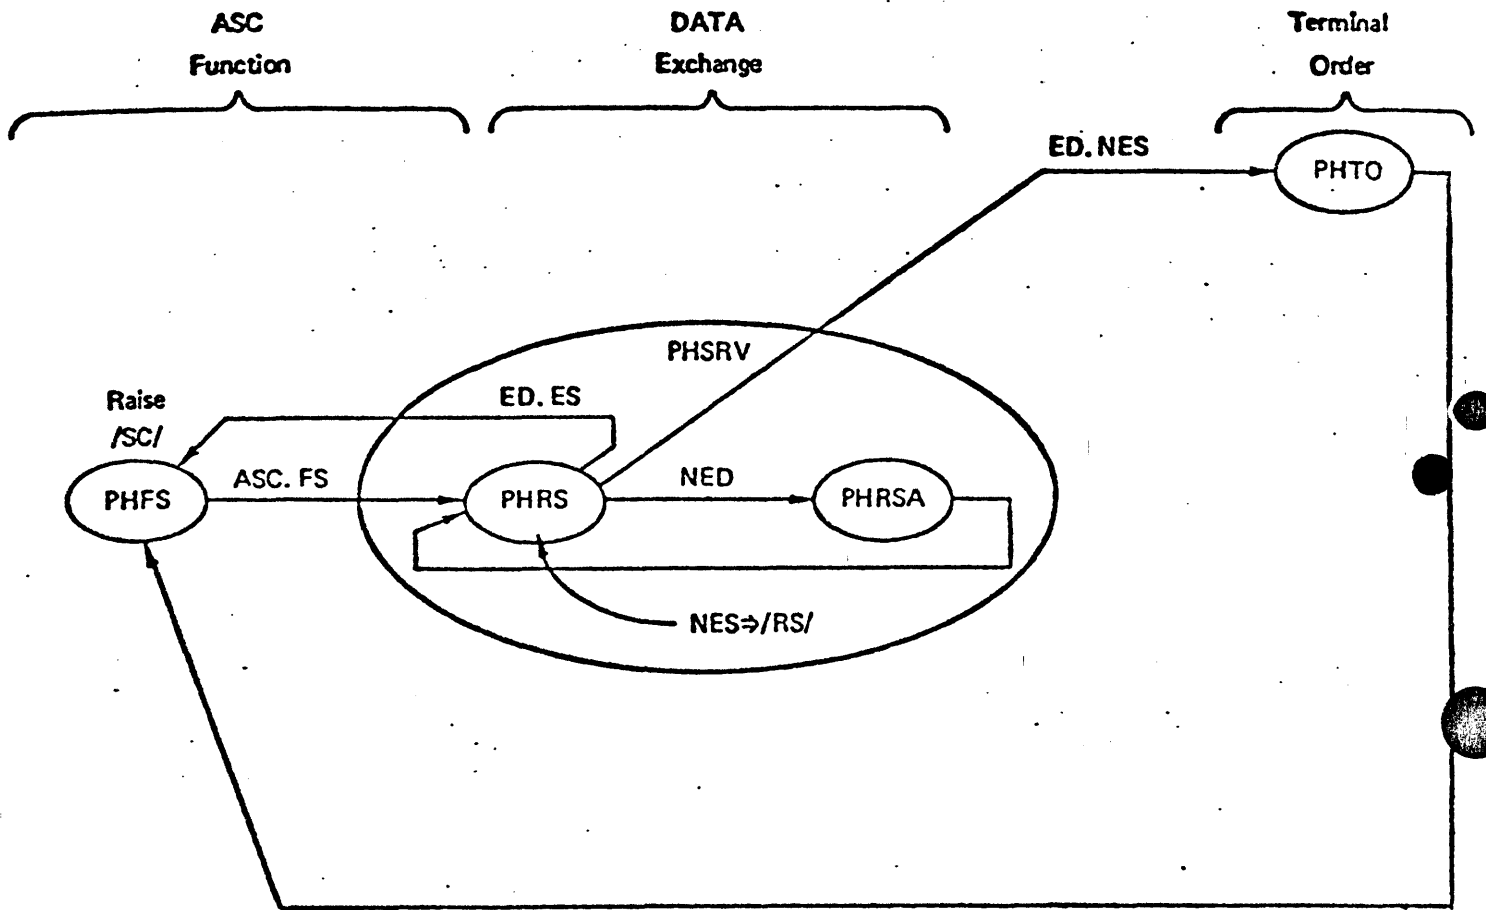 ASC
Function
DATA
Exchange
Terminal
Order
ED. NES
PHTO
PHSRV
Raise
/SC/
ED. ES
PHFS
ASC. FS
PHRS
NED
PHRSA
NES⇒/RS/